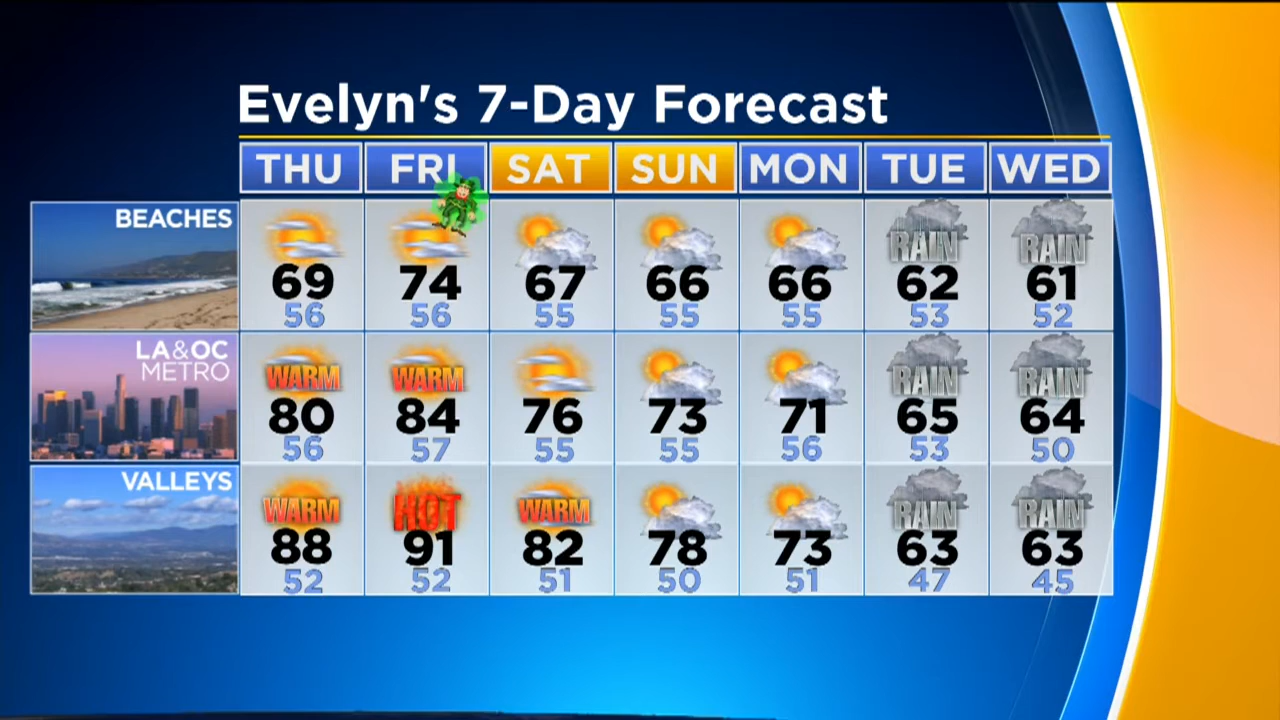 Evelyn's 7-Day Forecast
THU FRI SAT SUN MON TUE WED
BEACHES
RAIN RAIN
69 74 67 66 66 62 61
56 56 55 55 55 53 52
LA&OC
METRO
WARM WARM RAIN RAIN
80 84 76 73 71 65 64
56 57 55 55 56 53 50
VALLEYS
WARM HOT WARM RAIN RAIN
88 91 82 78 73 63 63
52 52 51 50 51 47 45